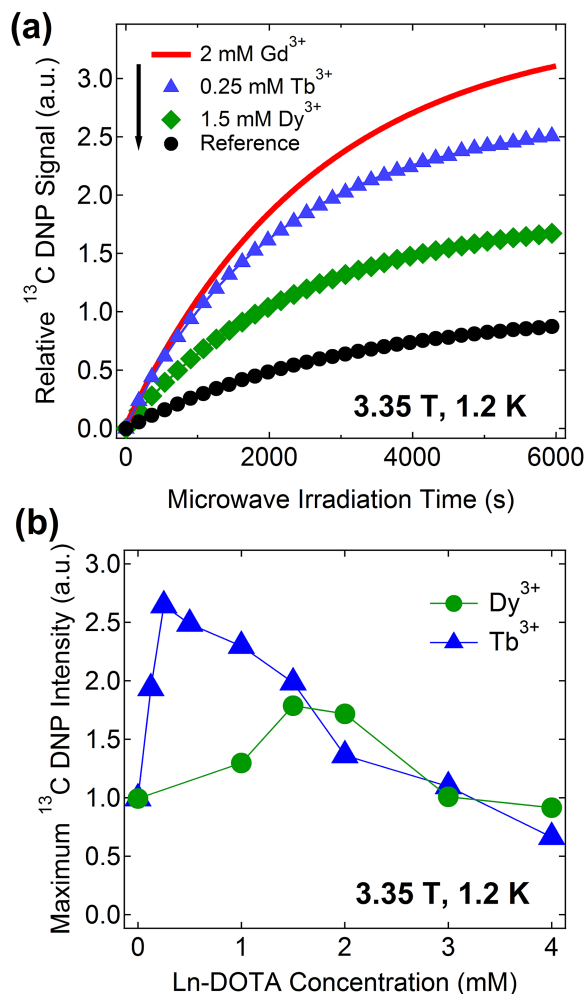 (a)
2 mM Gd³⁺
0.25 mM Tb³⁺
1.5 mM Dy³⁺
Reference
Relative ¹³C DNP Signal (a.u.)
3.0
2.5
2.0
1.5
1.0
0.5
0.0
3.35 T, 1.2 K
0
2000
4000
6000
Microwave Irradiation Time (s)
(b)
Maximum ¹³C DNP Intensity (a.u.)
3.0
2.5
2.0
1.5
1.0
0.5
0.0
Dy³⁺
Tb³⁺
3.35 T, 1.2 K
0
1
2
3
4
Ln-DOTA Concentration (mM)